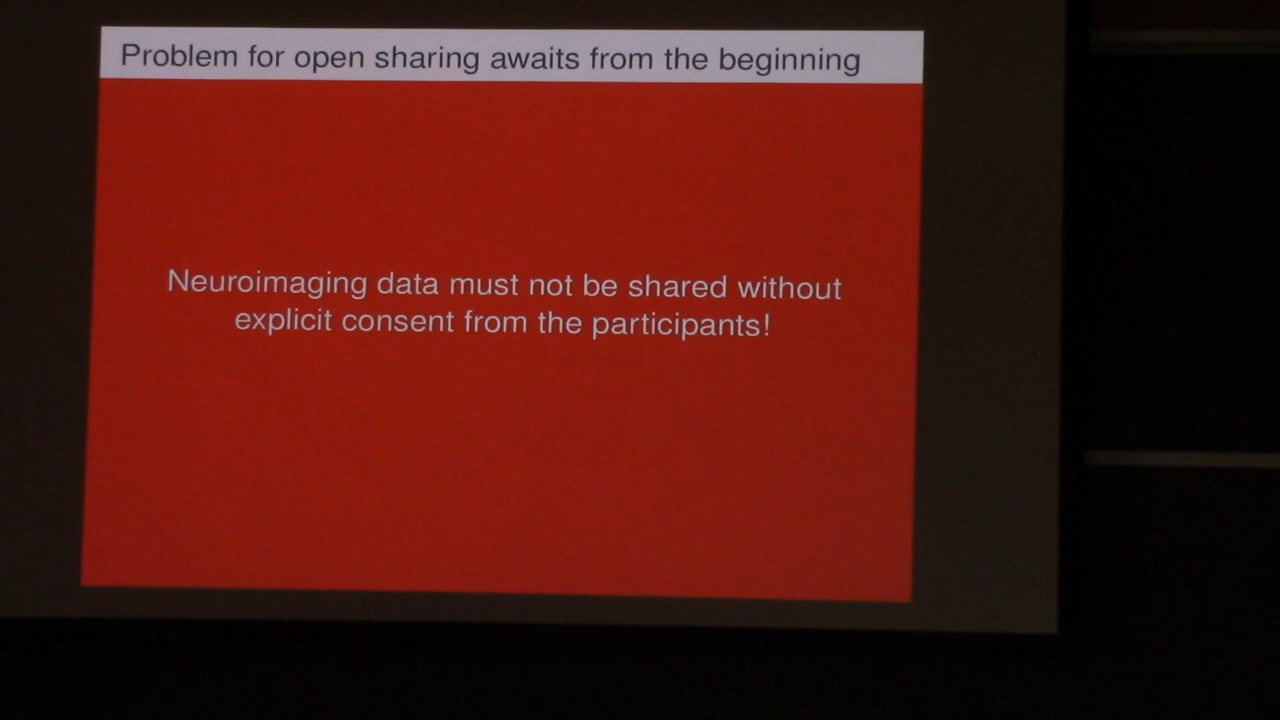 Problem for open sharing awaits from the beginning
Neuroimaging data must not be shared without
explicit consent from the participants!